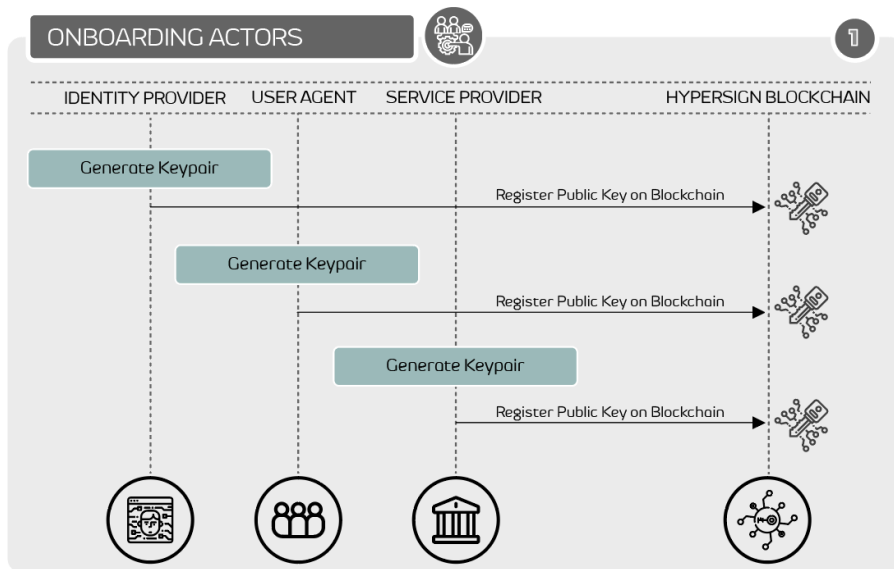 ONBOARDING ACTORS
1
IDENTITY PROVIDER
USER AGENT
SERVICE PROVIDER
HYPERSIGN BLOCKCHAIN
Generate Keypair
Register Public Key on Blockchain
Generate Keypair
Register Public Key on Blockchain
Generate Keypair
Register Public Key on Blockchain